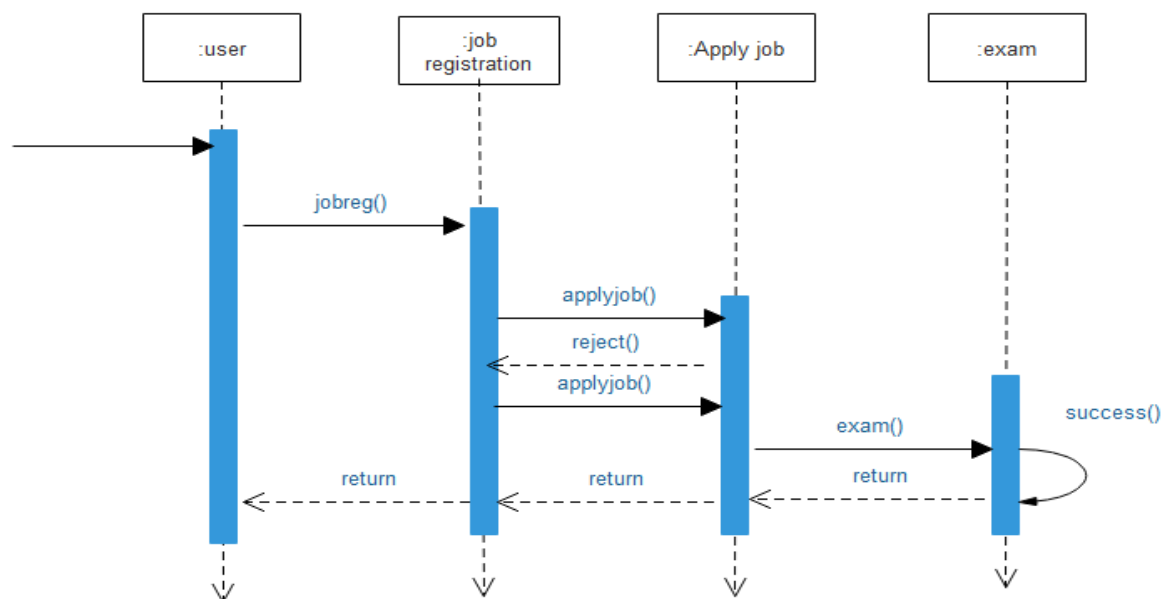 :user
:job
registration
:Apply job
:exam
jobreg()
applyjob()
reject()
applyjob()
success()
exam()
return
return
return